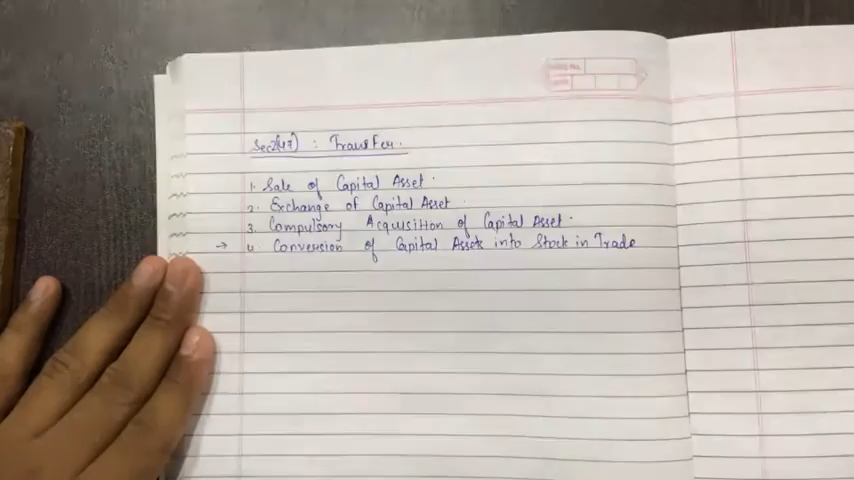 Sec2(47) : Transfer.
1. Sale of Capital Asset.
2. Exchange of Capital Asset.
3. Compulsory Acquisition of Capital Asset.
→ 4. Conversion of Capital Assets into Stock in Trade